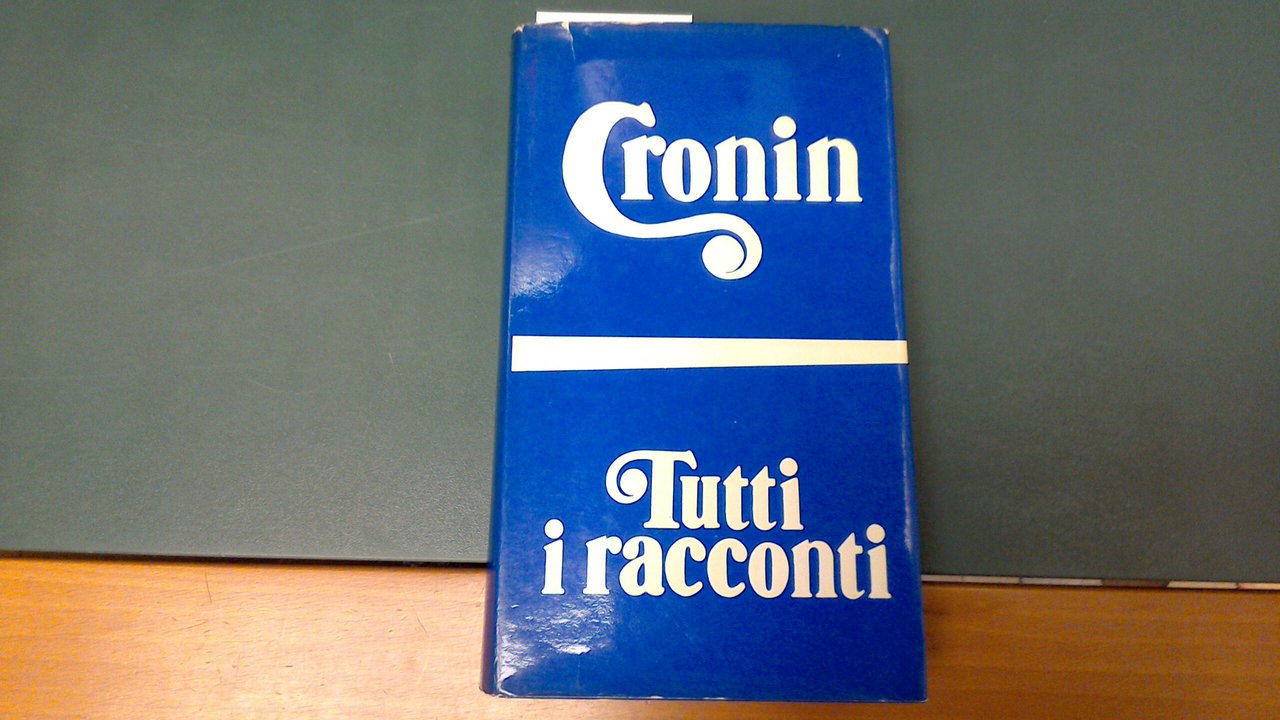 Cronin
Tutti
i racconti